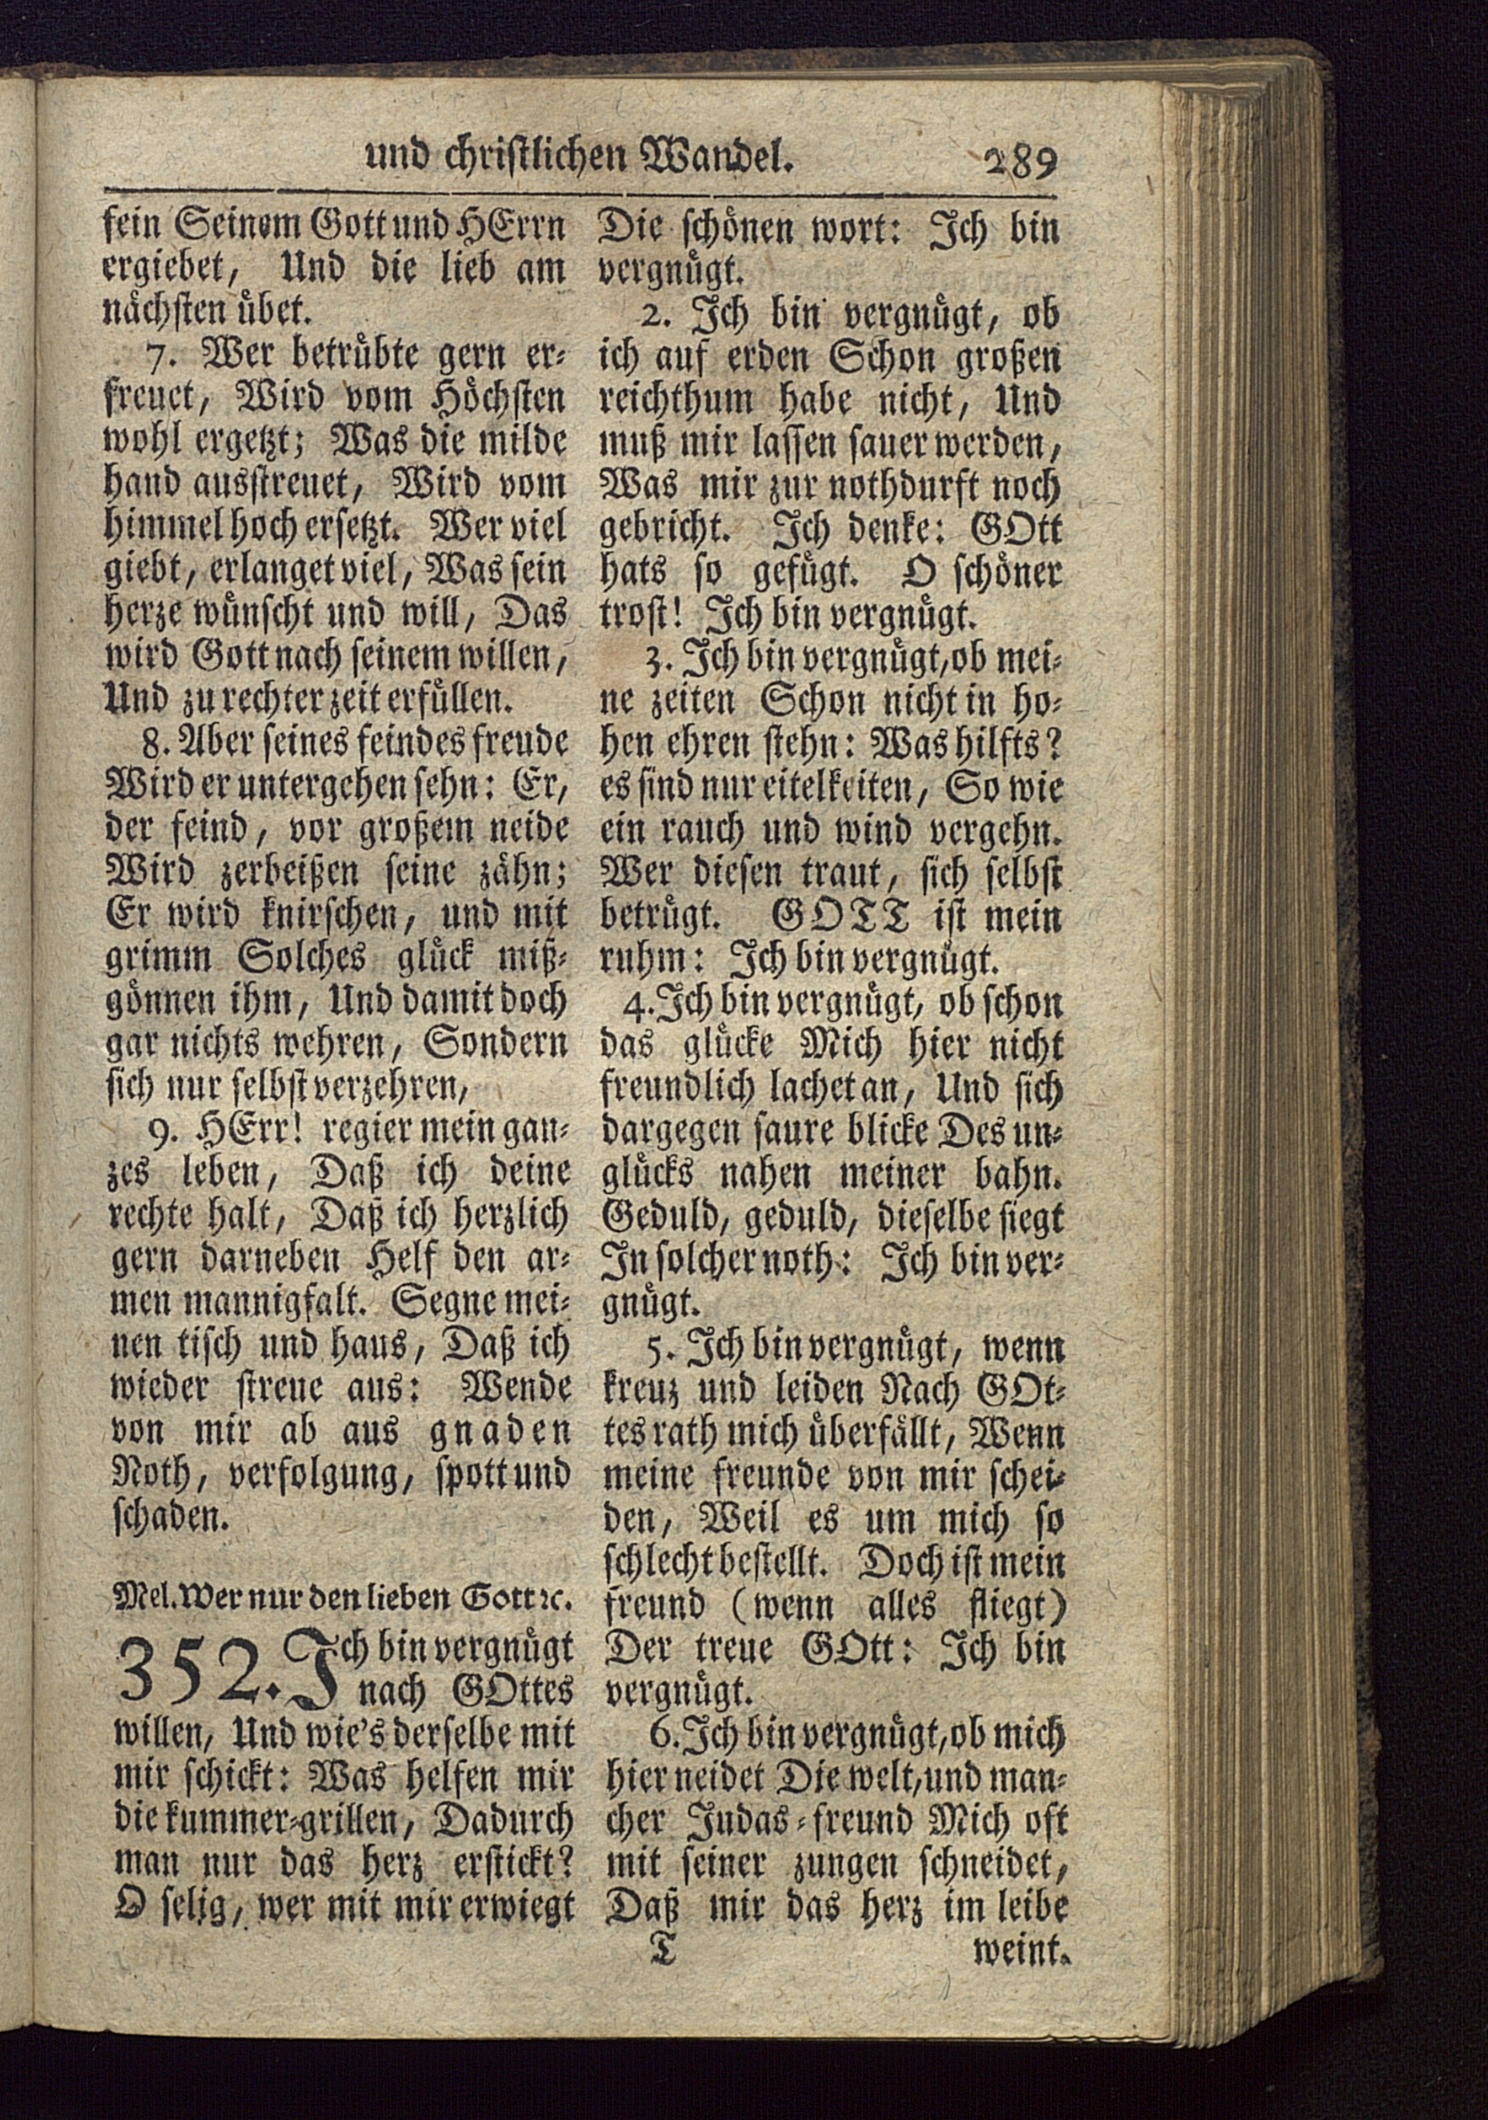 und christlichen Wandel. 289
fein Seinem Gott und HErrn
ergiebet, Und die lieb am
nächsten übet.
7. Wer betrübte gern er-
freuet, Wird vom Höchsten
wohl ergetzt; Was die milde
hand ausstreuet, Wird vom
himmel hoch ersetzt. Wer viel
giebt, erlanget viel, Was sein
herze wünscht und will, Das
wird Gott nach seinem willen,
Und zu rechter zeit erfüllen.
8. Aber seines feindes freude
Wird er untergehen sehn: Er,
der feind, vor großem neide
Wird zerbeißen seine zähn;
Er wird knirschen, und mit
grimm Solches glück miß-
gönnen ihm, Und damit doch
gar nichts wehren, Sondern
sich nur selbst verzehren,
9. HErr! regier mein gan-
zes leben, Daß ich deine
rechte halt, Daß ich herzlich
gern darneben Helf den ar-
men mannigfalt. Segne mei-
nen tisch und haus, Daß ich
wieder streue aus: Wende
von mir ab aus gnaden
Noth, verfolgung, spott und
schaden.
Mel. Wer nur den lieben Gott ꝛc.
352. Ich bin vergnügt
nach GOttes
willen, Und wie's derselbe mit
mir schickt: Was helfen mir
die kummer-grillen, Dadurch
man nur das herz erstickt?
O selig, wer mit mir erwiegt
Die schönen wort: Ich bin
vergnügt.
2. Ich bin vergnügt, ob
ich auf erden Schon großen
reichthum habe nicht, Und
muß mir lassen sauer werden,
Was mir zur nothdurft noch
gebricht. Ich denke: GOtt
hats so gefügt. O schöner
trost! Ich bin vergnügt.
3. Ich bin vergnügt, ob mei-
ne zeiten Schon nicht in ho-
hen ehren stehn: Was hilfts?
es sind nur eitelkeiten, So wie
ein rauch und wind vergehn.
Wer diesen traut, sich selbst
betrügt. GOTT ist mein
ruhm: Ich bin vergnügt.
4. Ich bin vergnügt, ob schon
das glücke Mich hier nicht
freundlich lachet an, Und sich
dargegen saure blicke Des un-
glücks nahen meiner bahn.
Geduld, geduld, dieselbe siegt
In solcher noth: Ich bin ver-
gnügt.
5. Ich bin vergnügt, wenn
kreuz und leiden Nach GOt-
tes rath mich überfällt, Wenn
meine freunde von mir schei-
den, Weil es um mich so
schlecht bestellt. Doch ist mein
freund (wenn alles fliegt)
Der treue GOtt: Ich bin
vergnügt.
6. Ich bin vergnügt, ob mich
hier neidet Die welt, und man-
cher Judas-freund Mich oft
mit seiner zungen schneidet,
Daß mir das herz im leibe
T weint.